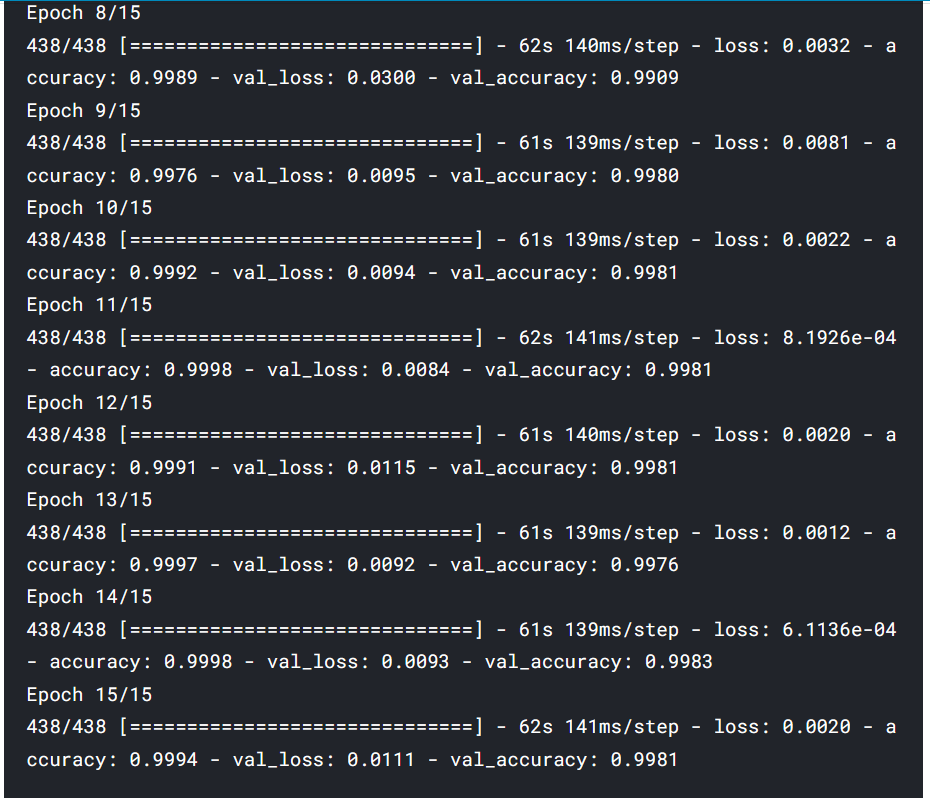 Epoch 8/15
438/438 [==============================] - 62s 140ms/step - loss: 0.0032 - a
ccuracy: 0.9989 - val_loss: 0.0300 - val_accuracy: 0.9909
Epoch 9/15
438/438 [==============================] - 61s 139ms/step - loss: 0.0081 - a
ccuracy: 0.9976 - val_loss: 0.0095 - val_accuracy: 0.9980
Epoch 10/15
438/438 [==============================] - 61s 139ms/step - loss: 0.0022 - a
ccuracy: 0.9992 - val_loss: 0.0094 - val_accuracy: 0.9981
Epoch 11/15
438/438 [==============================] - 62s 141ms/step - loss: 8.1926e-04
- accuracy: 0.9998 - val_loss: 0.0084 - val_accuracy: 0.9981
Epoch 12/15
438/438 [==============================] - 61s 140ms/step - loss: 0.0020 - a
ccuracy: 0.9991 - val_loss: 0.0115 - val_accuracy: 0.9981
Epoch 13/15
438/438 [==============================] - 61s 139ms/step - loss: 0.0012 - a
ccuracy: 0.9997 - val_loss: 0.0092 - val_accuracy: 0.9976
Epoch 14/15
438/438 [==============================] - 61s 139ms/step - loss: 6.1136e-04
- accuracy: 0.9998 - val_loss: 0.0093 - val_accuracy: 0.9983
Epoch 15/15
438/438 [==============================] - 62s 141ms/step - loss: 0.0020 - a
ccuracy: 0.9994 - val_loss: 0.0111 - val_accuracy: 0.9981